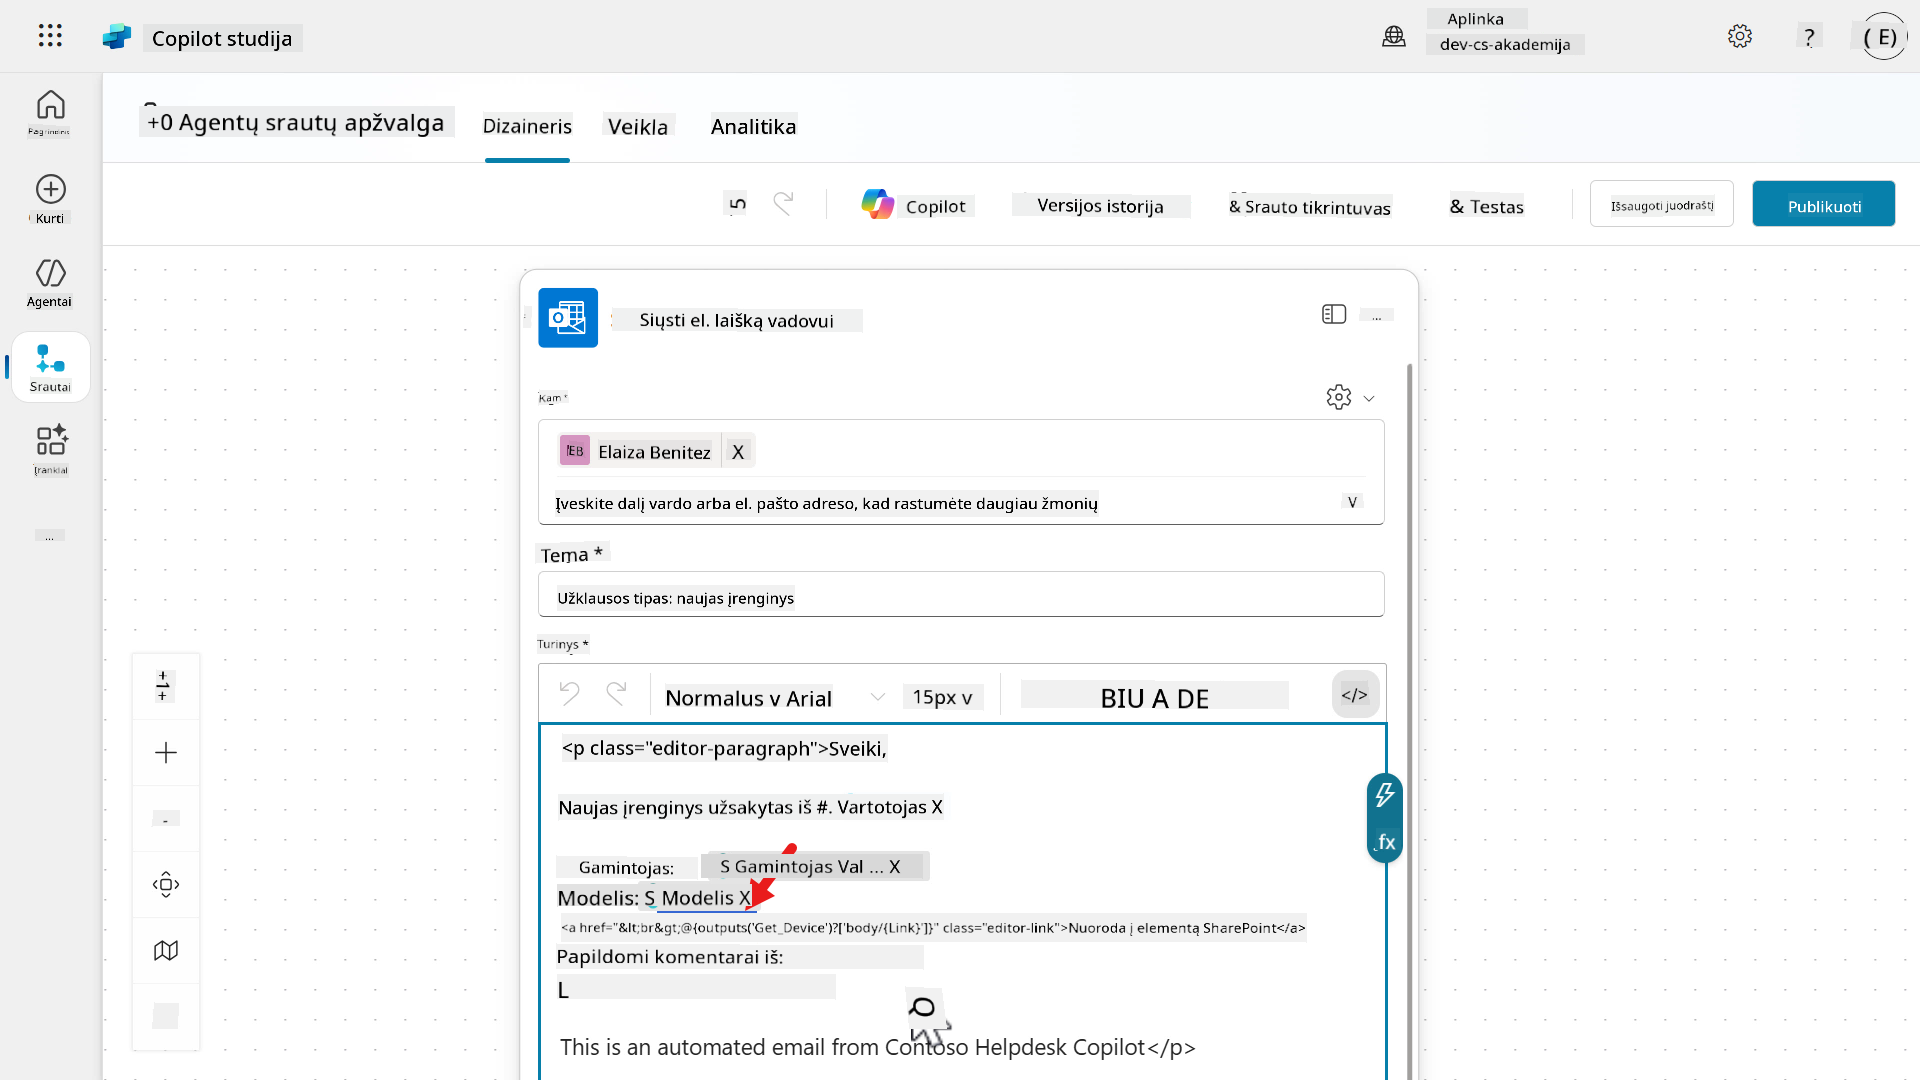 Copilot studija
Aplinka
dev-cs-akademija
?
( E)
Pagrindinis
Kurti
Agentai
Srautai
Įrankiai
...
+0 Agentų srautų apžvalga
Dizaineris
Veikla
Analitika
Copilot
Versijos istorija
& Srauto tikrintuvas
& Testas
Išsaugoti juodraštį
Publikuoti
Siųsti el. laišką vadovui
...
Kam *
EB
Elaiza Benitez
X
Įveskite dalį vardo arba el. pašto adreso, kad rastumėte daugiau žmonių
V
Tema *
Užklausos tipas: naujas įrenginys
Turinys *
Normalus v Arial
15px v
BIU A DE
</>
<p class="editor-paragraph">Sveiki,
Naujas įrenginys užsakytas iš #. Vartotojas X
Gamintojas: S Gamintojas Val ... X
Modelis: S Modelis X
<a href="&lt;br&gt;@{outputs('Get_Device')?['body/{Link}']}" class="editor-link">Nuoroda į elementą SharePoint</a>
Papildomi komentarai iš:
L
This is an automated email from Contoso Helpdesk Copilot</p>
fx